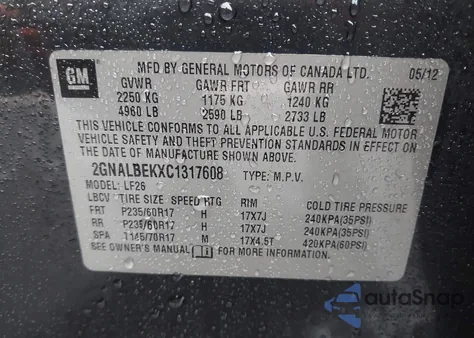 GM
MFD BY GENERAL MOTORS OF CANADA LTD. 05/12
GVWR GAWR FRT GAWR RR
2250 KG 1175 KG 1240 KG
4960 LB 2590 LB 2733 LB
THIS VEHICLE CONFORMS TO ALL APPLICABLE U.S. FEDERAL MOTOR
VEHICLE SAFETY, BUMPER, AND THEFT PREVENTION STANDARDS IN EFFECT ON
THE DATE OF MANUFACTURE SHOWN ABOVE.
2GNALBEKXC1317608 TYPE: M.P.V.
MODEL: LF26
LBCV TIRE SIZE SPEED RTG RIM COLD TIRE PRESSURE
FRT P235/60R17 H 17X7J 240KPA(35PSI)
RR P235/60R17 H 17X7J 240KPA(35PSI)
SPA T145/70R17 M 17X4.5T 420KPA(60PSI)
SEE OWNER'S MANUAL FOR MORE INFORMATION.
autoSnap